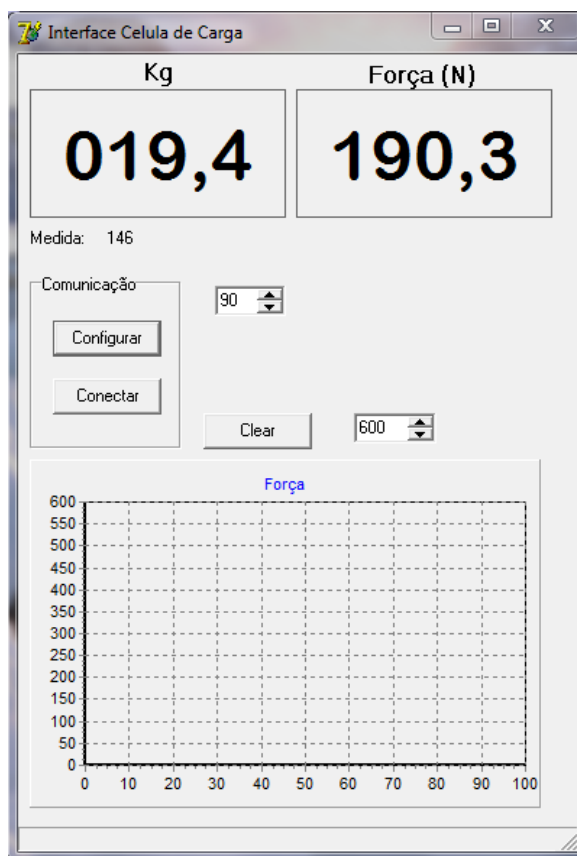 Interface Celula de Carga
Kg Força (N)
019,4 190,3
Medida: 146
Comunicação
90
Configurar
Conectar
Clear 600
Força
600
550
500
450
400
350
300
250
200
150
100
50
0
0 10 20 30 40 50 60 70 80 90 100